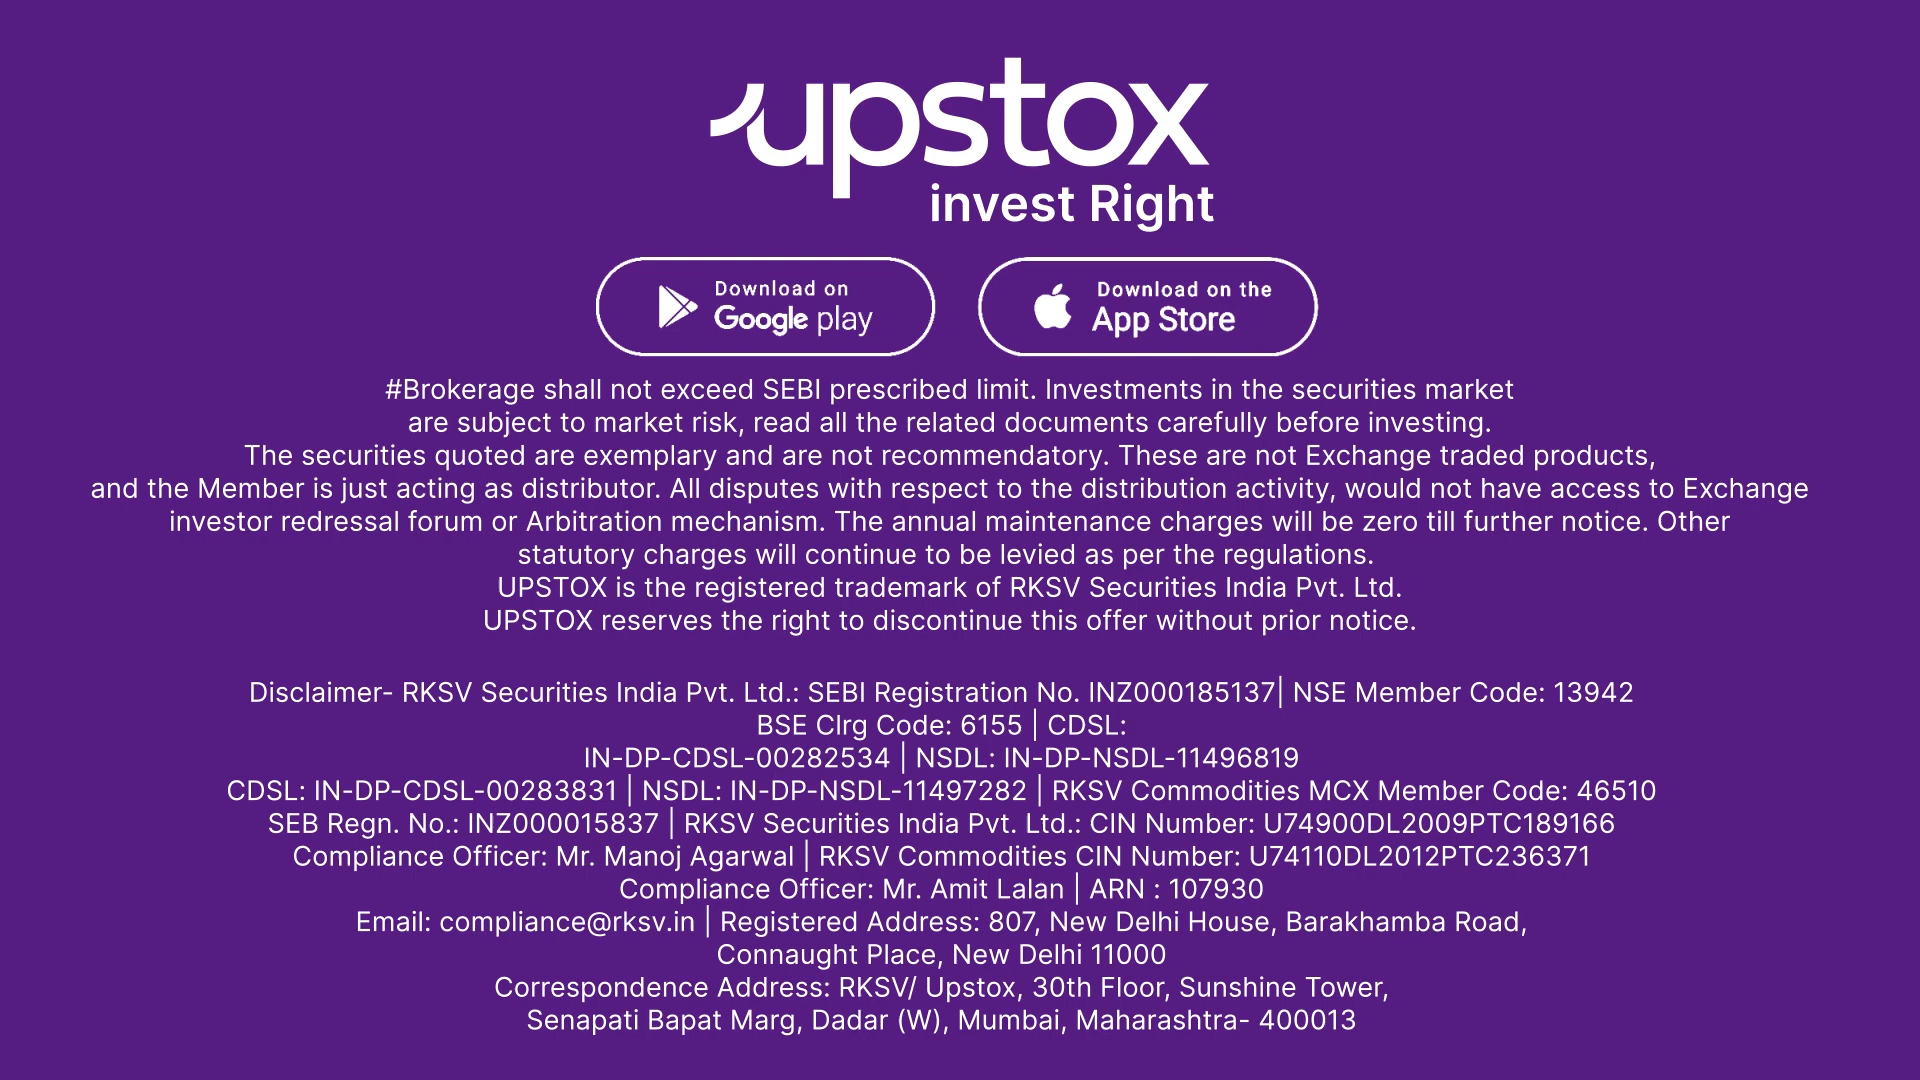 upstox
invest Right
Download on
Google play
Download on the
App Store
#Brokerage shall not exceed SEBI prescribed limit. Investments in the securities market
are subject to market risk, read all the related documents carefully before investing.
The securities quoted are exemplary and are not recommendatory. These are not Exchange traded products,
and the Member is just acting as distributor. All disputes with respect to the distribution activity, would not have access to Exchange
investor redressal forum or Arbitration mechanism. The annual maintenance charges will be zero till further notice. Other
statutory charges will continue to be levied as per the regulations.
UPSTOX is the registered trademark of RKSV Securities India Pvt. Ltd.
UPSTOX reserves the right to discontinue this offer without prior notice.
Disclaimer- RKSV Securities India Pvt. Ltd.: SEBI Registration No. INZ000185137| NSE Member Code: 13942
BSE Clrg Code: 6155 | CDSL:
IN-DP-CDSL-00282534 | NSDL: IN-DP-NSDL-11496819
CDSL: IN-DP-CDSL-00283831 | NSDL: IN-DP-NSDL-11497282 | RKSV Commodities MCX Member Code: 46510
SEB Regn. No.: INZ000015837 | RKSV Securities India Pvt. Ltd.: CIN Number: U74900DL2009PTC189166
Compliance Officer: Mr. Manoj Agarwal | RKSV Commodities CIN Number: U74110DL2012PTC236371
Compliance Officer: Mr. Amit Lalan | ARN : 107930
Email: compliance@rksv.in | Registered Address: 807, New Delhi House, Barakhamba Road,
Connaught Place, New Delhi 11000
Correspondence Address: RKSV/ Upstox, 30th Floor, Sunshine Tower,
Senapati Bapat Marg, Dadar (W), Mumbai, Maharashtra- 400013